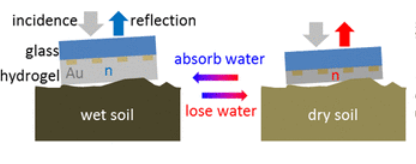 incidence reflection
glass
hydrogel Au n
absorb water
lose water
n
wet soil
dry soil